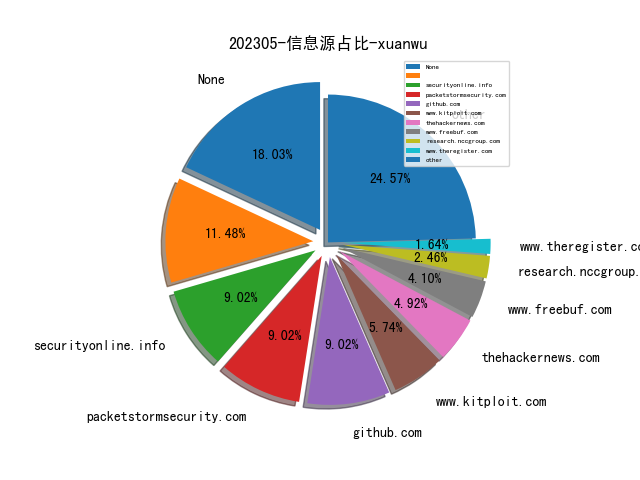 202305-信息源占比-xuanwu
None
securityonline.info
packetstormsecurity.com
github.com
www.kitploit.com
thehackernews.com
www.freebuf.com
research.nccgroup.com
www.theregister.com
other
None
other
18.03%
24.57%
11.48%
1.64%
www.theregister.co
2.46%
research.nccgroup.
9.02%
4.10%
www.freebuf.com
4.92%
securityonline.info
9.02%
9.02%
5.74%
thehackernews.com
www.kitploit.com
packetstormsecurity.com
github.com